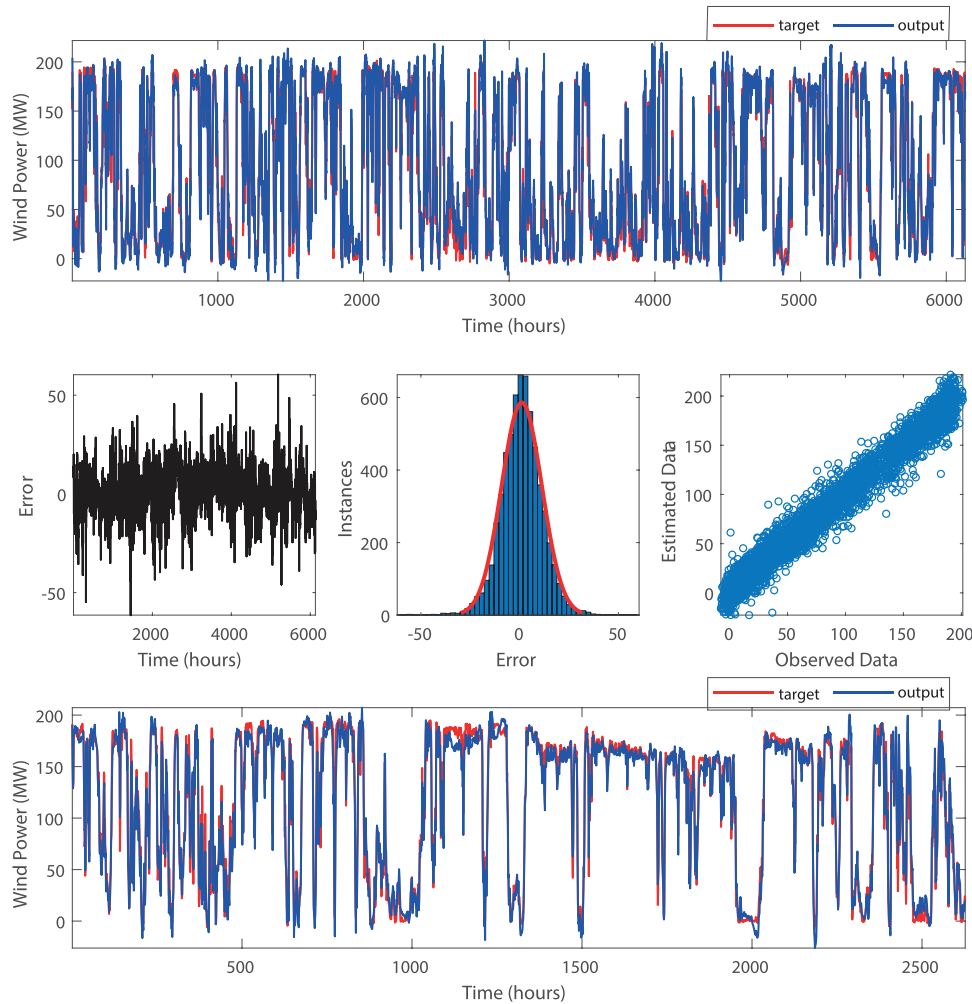 target output
200
150
100
50
0
Wind Power (MW)
1000 2000 3000 4000 5000 6000
Time (hours)
50
0
-50
Error
2000 4000 6000
Time (hours)
600
400
200
0
Instances
-50 0 50
Error
200
150
100
50
0
Estimated Data
0 50 100 150 200
Observed Data
target output
200
150
100
50
0
Wind Power (MW)
500 1000 1500 2000 2500
Time (hours)